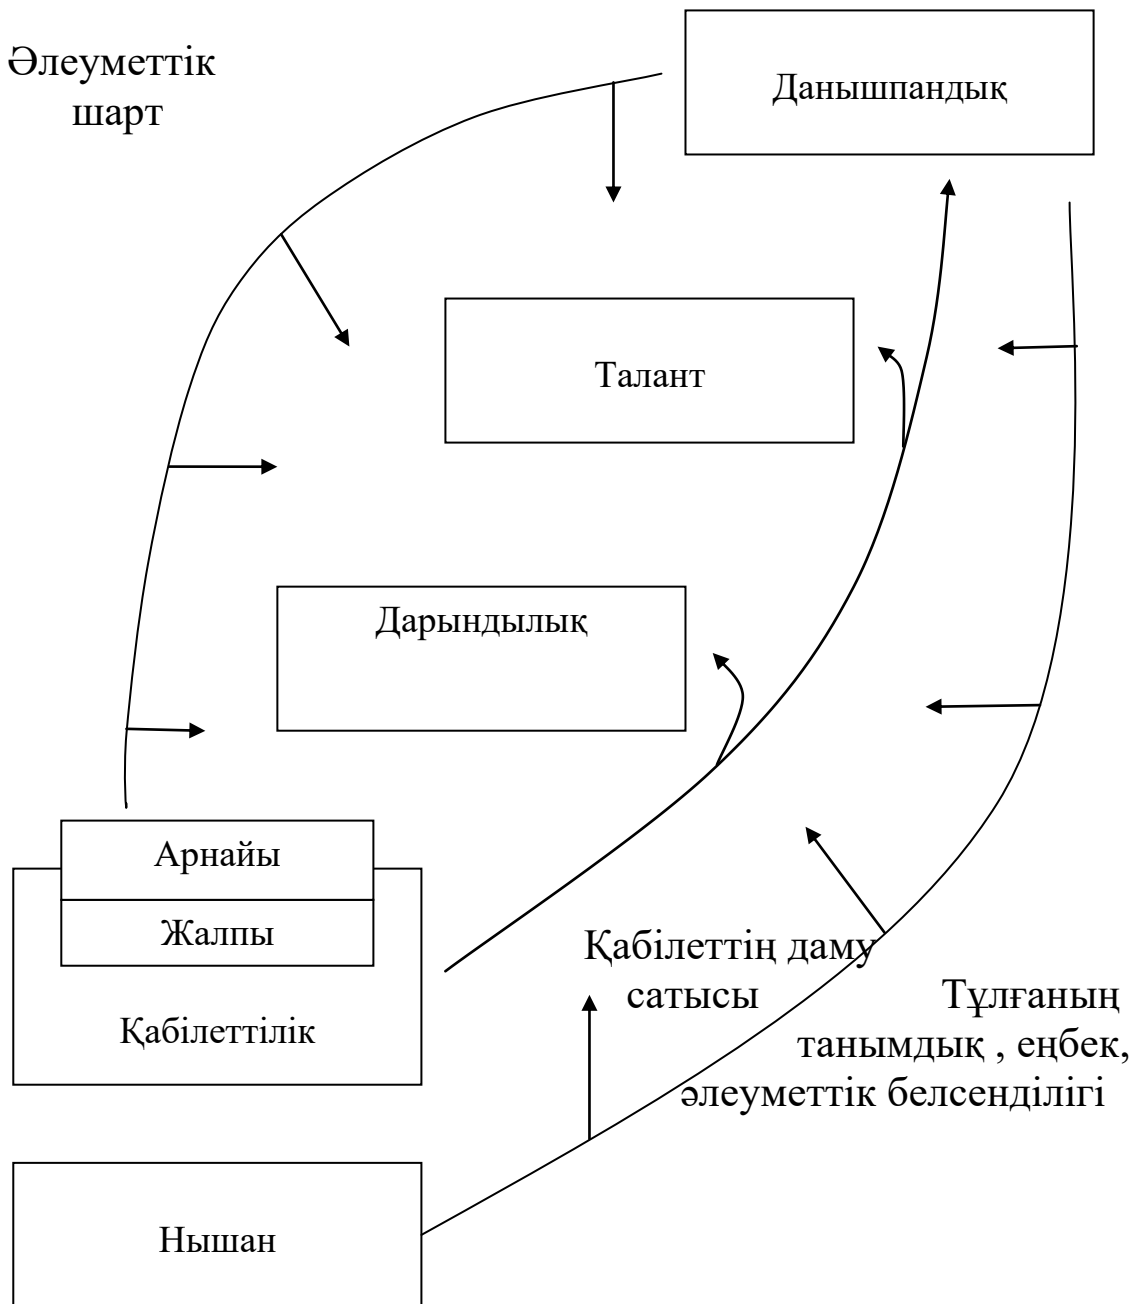 Әлеуметтік
шарт
Данышпандық
Талант
Дарындылық
Арнайы
Жалпы
Қабілеттілік
Қабілеттің даму
сатысы
Тұлғаның
танымдық , еңбек,
әлеуметтік белсенділігі
Нышан